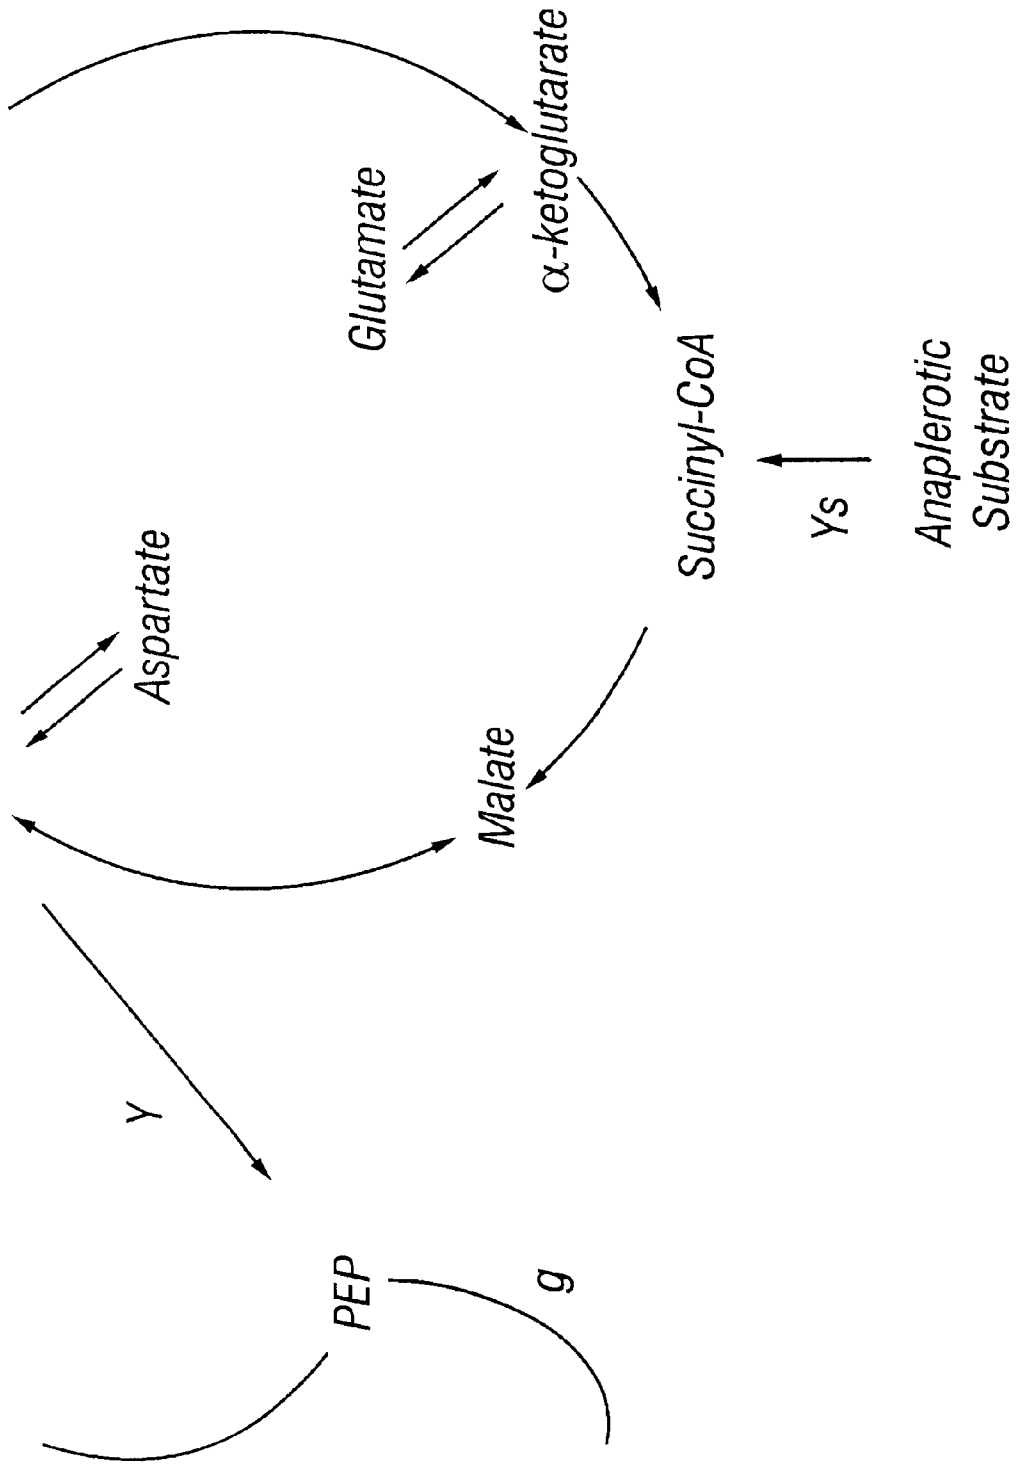 PEP
g
Y
Malate
Aspartate
Succinyl-CoA
Ys
Anaplerotic
Substrate
Glutamate
α-ketoglutarate